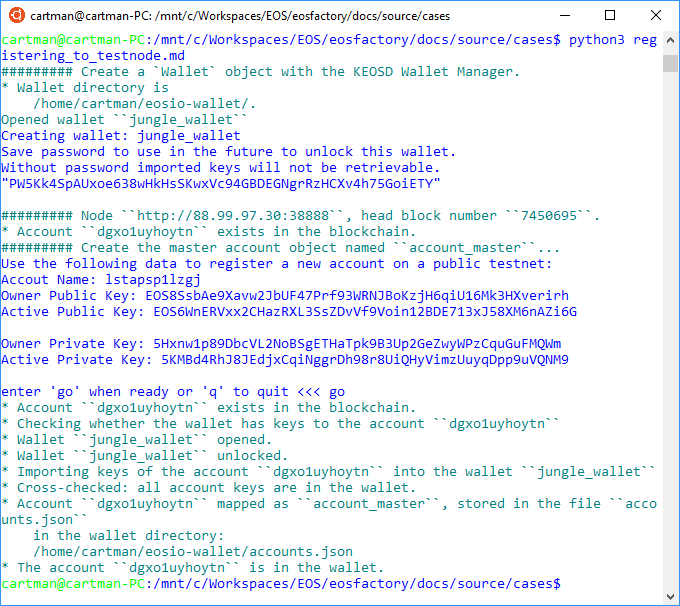 cartman@cartman-PC: /mnt/c/Workspaces/EOS/eosfactory/docs/source/cases
cartman@cartman-PC:/mnt/c/Workspaces/EOS/eosfactory/docs/source/cases$ python3 reg
istering_to_testnode.md
######### Create a `Wallet` object with the KEOSD Wallet Manager.
* Wallet directory is
    /home/cartman/eosio-wallet/.
Opened wallet ``jungle_wallet``
Creating wallet: jungle_wallet
Save password to use in the future to unlock this wallet.
Without password imported keys will not be retrievable.
"PW5Kk4SpAUxoe638wHkHsSKwxVc94GBDEGNgrRzHCXv4h75GoiETY"

######### Node ``http://88.99.97.30:38888``, head block number ``7450695``.
* Account ``dgxo1uyhoytn`` exists in the blockchain.
######### Create the master account object named ``account_master``...
Use the following data to register a new account on a public testnet:
Accout Name: lstapsp1lzgj
Owner Public Key: EOS8SsbAe9Xavw2JbUF47Prf93WRNJBoKzjH6qiU16Mk3HXverirh
Active Public Key: EOS6WnERVxx2CHazRXL3SsZDvVf9Voin12BDE713xJ58XM6nAZi6G

Owner Private Key: 5Hxnw1p89DbcVL2NoBSgETHaTpk9B3Up2GeZwyWPzCquGuFMQWm
Active Private Key: 5KMBd4RhJ8JEdjxCqiNggrDh98r8UiQHyVimzUuyqDpp9uVQNM9

enter 'go' when ready or 'q' to quit <<< go
* Account ``dgxo1uyhoytn`` exists in the blockchain.
* Checking whether the wallet has keys to the account ``dgxo1uyhoytn``
* Wallet ``jungle_wallet`` opened.
* Wallet ``jungle_wallet`` unlocked.
* Importing keys of the account ``dgxo1uyhoytn`` into the wallet ``jungle_wallet``
* Cross-checked: all account keys are in the wallet.
* Account ``dgxo1uyhoytn`` mapped as ``account_master``, stored in the file ``acco
unts.json``
    in the wallet directory:
    /home/cartman/eosio-wallet/accounts.json
* The account ``dgxo1uyhoytn`` is in the wallet.
cartman@cartman-PC:/mnt/c/Workspaces/EOS/eosfactory/docs/source/cases$